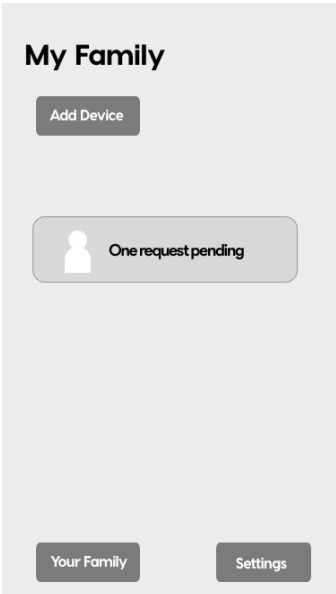 My Family
Add Device
One request pending
Your Family
Settings